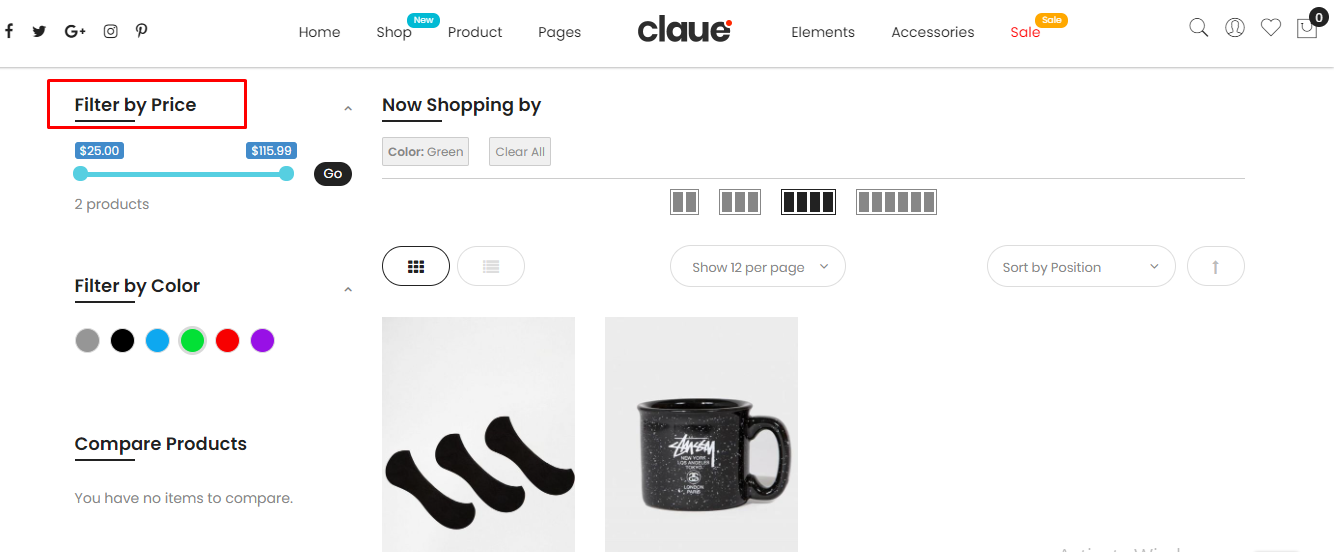 Home
Shop
New
Product
Pages
claue
Elements
Accessories
Sale
Sale
0
Filter by Price
$25.00
$115.99
Go
2 products
Filter by Color
Compare Products
You have no items to compare.
Now Shopping by
Color: Green
Clear All
Show 12 per page
Sort by Position
NEW YORK
LOS ANGELES
TOKYO
LONDON
PARIS